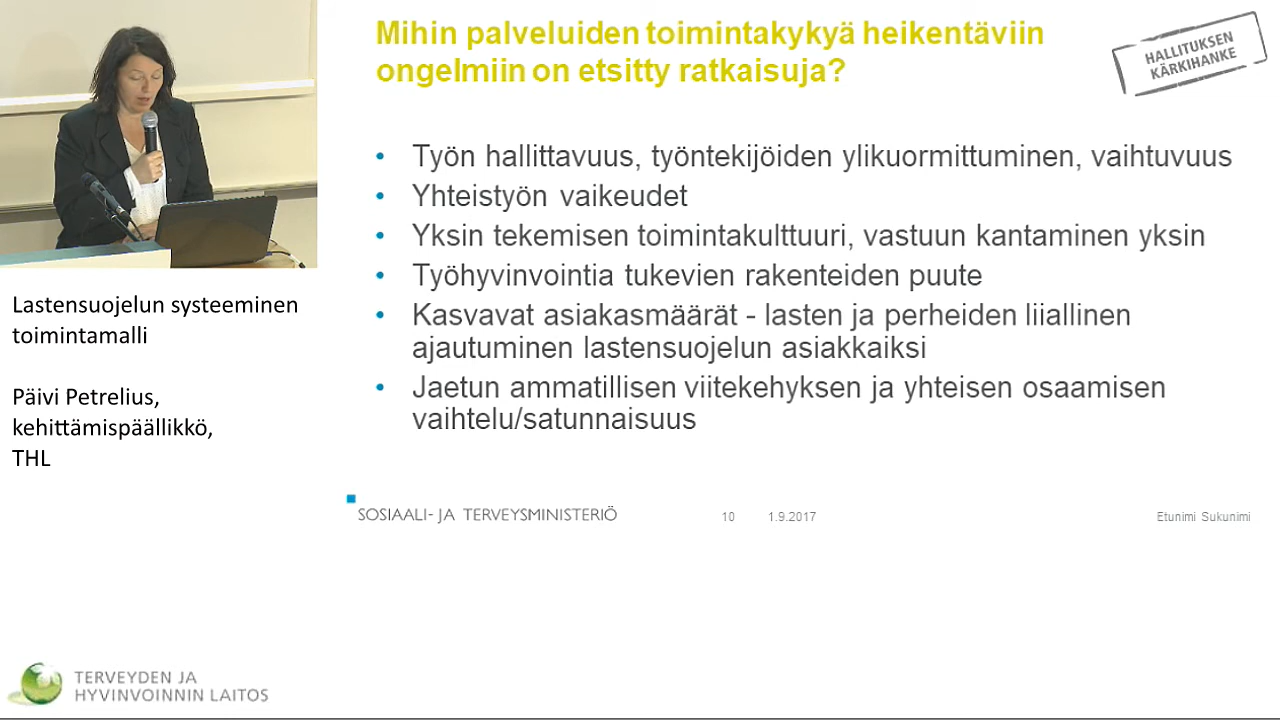 Mihin palveluiden toimintakykyä heikentäviin
ongelmiin on etsitty ratkaisuja?
HALLITUKSEN
KÄRKIHANKE
• Työn hallittavuus, työntekijöiden ylikuormittuminen, vaihtuvuus
• Yhteistyön vaikeudet
• Yksin tekemisen toimintakulttuuri, vastuun kantaminen yksin
• Työhyvinvointia tukevien rakenteiden puute
• Kasvavat asiakasmäärät - lasten ja perheiden liiallinen
ajautuminen lastensuojelun asiakkaiksi
• Jaetun ammatillisen viitekehyksen ja yhteisen osaamisen
vaihtelu/satunnaisuus
SOSIAALI- JA TERVEYSMINISTERIÖ
10
1.9.2017
Etunimi Sukunimi
Lastensuojelun systeeminen
toimintamalli
Päivi Petrelius,
kehittämispäällikkö,
THL
TERVEYDEN JA
HYVINVOINNIN LAITOS